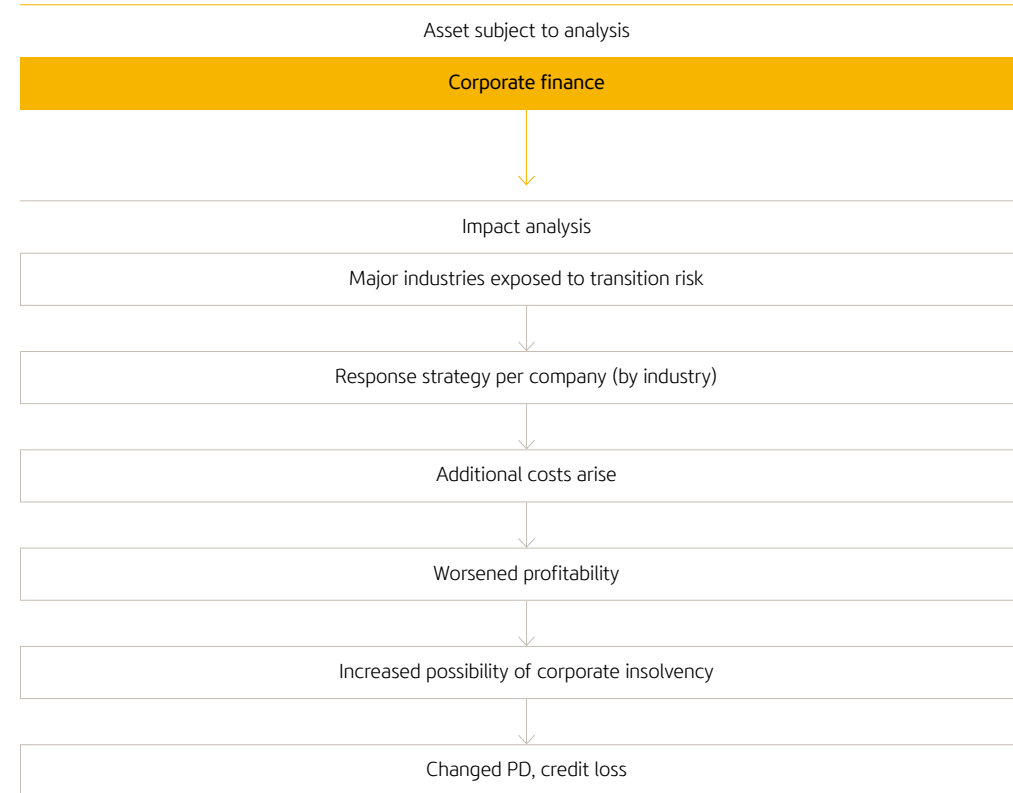 Asset subject to analysis
Corporate finance
Impact analysis
Major industries exposed to transition risk
Response strategy per company (by industry)
Additional costs arise
Worsened profitability
Increased possibility of corporate insolvency
Changed PD, credit loss